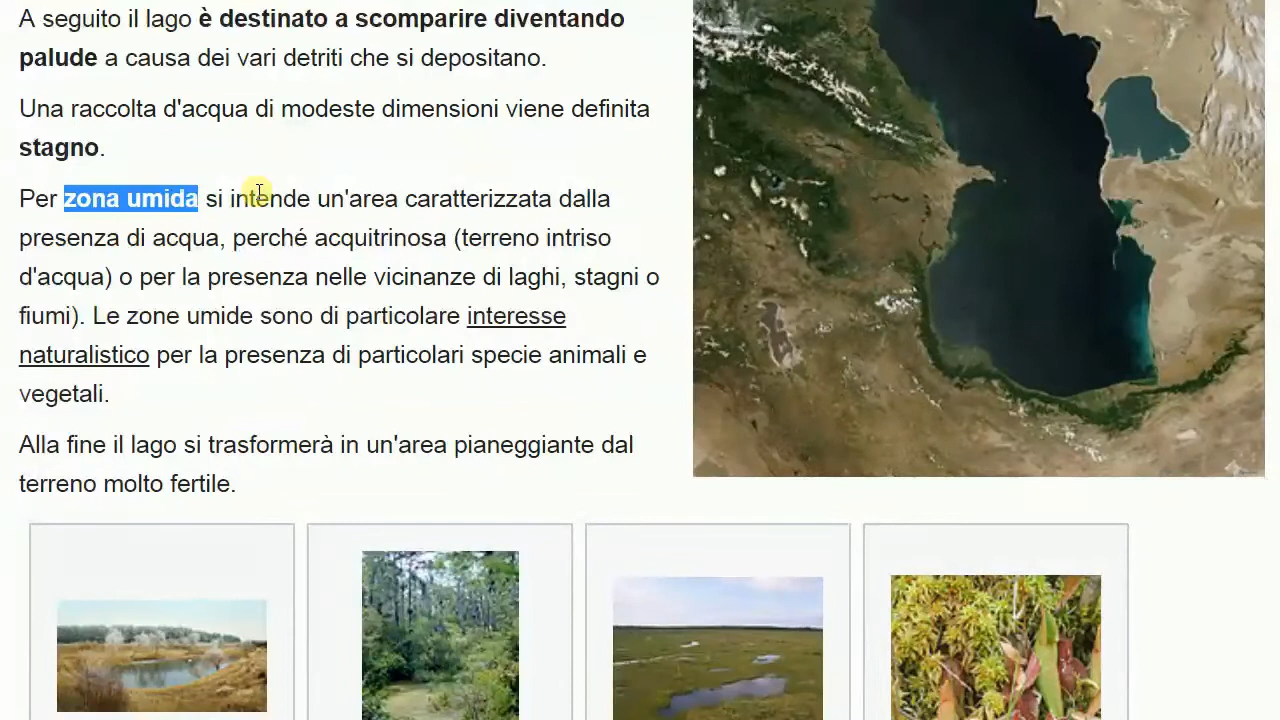 A seguito il lago è destinato a scomparire diventando
palude a causa dei vari detriti che si depositano.
Una raccolta d'acqua di modeste dimensioni viene definita
stagno.
Per zona umida si intende un'area caratterizzata dalla
presenza di acqua, perché acquitrinosa (terreno intriso
d'acqua) o per la presenza nelle vicinanze di laghi, stagni o
fiumi). Le zone umide sono di particolare interesse
naturalistico per la presenza di particolari specie animali e
vegetali.
Alla fine il lago si trasformerà in un'area pianeggiante dal
terreno molto fertile.